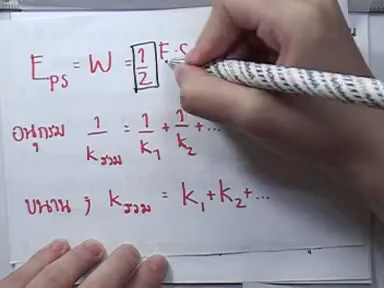 E_PS = W = 1/2 F.S
อนุกรม 1/k_รวม = 1/k_1 + 1/k_2 + ...
ขนาน ; k_รวม = k_1 + k_2 + ...